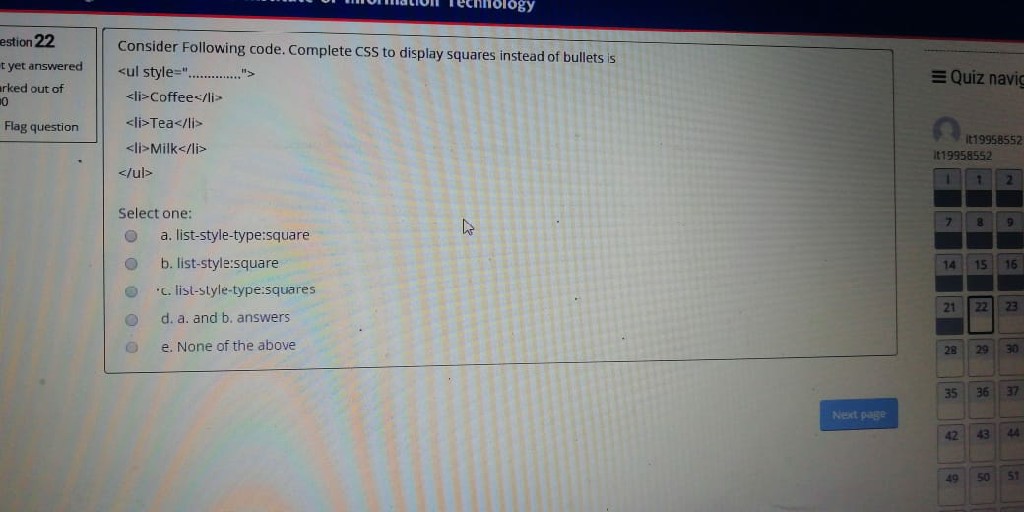 Information Technology
estion 22
t yet answered
arked out of
00
Flag question
Consider Following code. Complete CSS to display squares instead of bullets is
<ul style="..............">
<li>Coffee</li>
<li>Tea</li>
<li>Milk</li>
</ul>
Select one:
a. list-style-type:square
b. list-style:square
c. list-style-type:squares
d. a. and b. answers
e. None of the above
Next page
Quiz navig
it19958552
it19958552
i 1 2
7 8 9
14 15 16
21 22 23
28 29 30
35 36 37
42 43 44
49 50 51